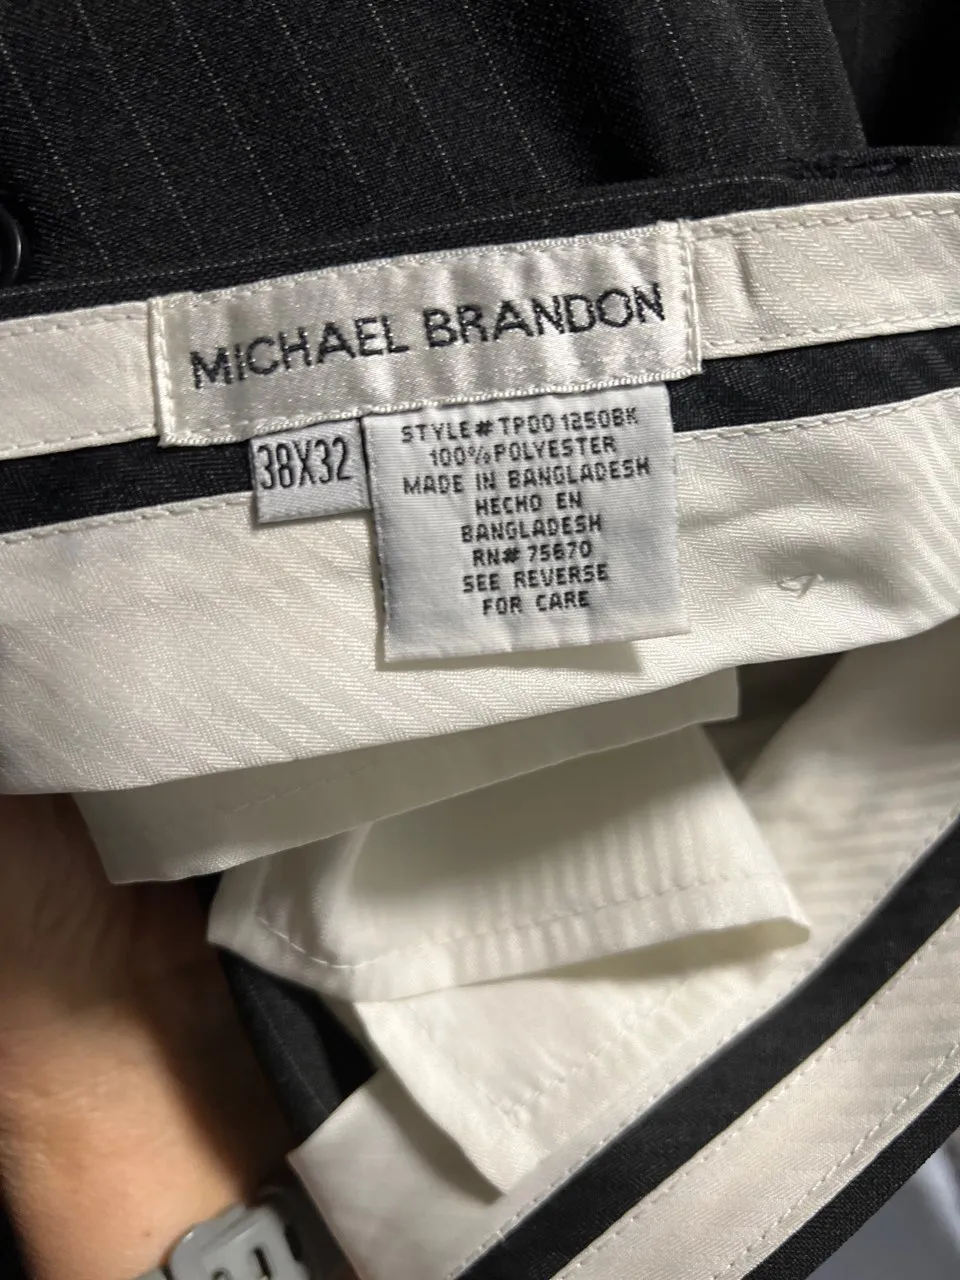 MICHAEL BRANDON
38X32
STYLE# TP001250BK
100% POLYESTER
MADE IN BANGLADESH
HECHO EN
BANGLADESH
RN# 75670
SEE REVERSE
FOR CARE